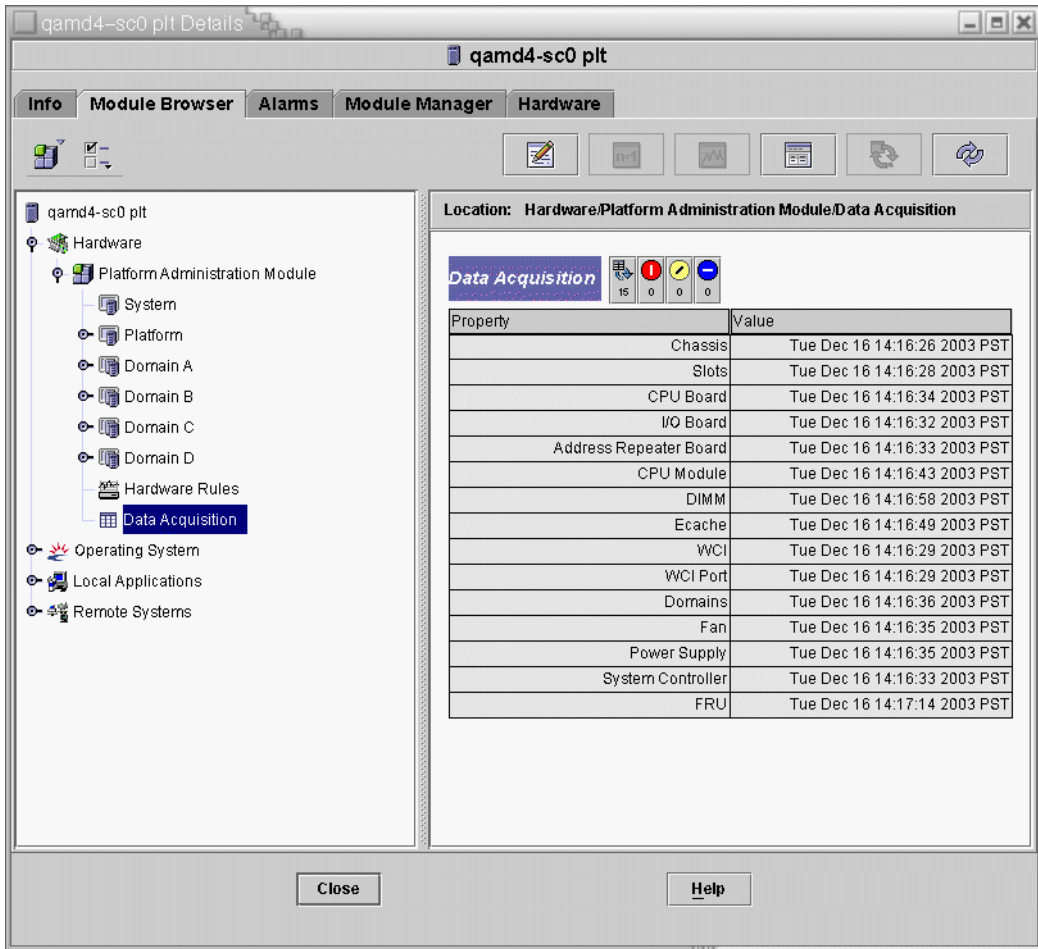 qamd4–sc0 plt Details
qamd4-sc0 plt
Info Module Browser Alarms Module Manager Hardware
n=1
qamd4-sc0 plt
Hardware
Platform Administration Module
System
Platform
Domain A
Domain B
Domain C
Domain D
Hardware Rules
Data Acquisition
Operating System
Local Applications
Remote Systems
Location: Hardware/Platform Administration Module/Data Acquisition
Data Acquisition 15 0 0 0
Property Value
Chassis Tue Dec 16 14:16:26 2003 PST
Slots Tue Dec 16 14:16:28 2003 PST
CPU Board Tue Dec 16 14:16:34 2003 PST
I/O Board Tue Dec 16 14:16:32 2003 PST
Address Repeater Board Tue Dec 16 14:16:33 2003 PST
CPU Module Tue Dec 16 14:16:43 2003 PST
DIMM Tue Dec 16 14:16:58 2003 PST
Ecache Tue Dec 16 14:16:49 2003 PST
WCI Tue Dec 16 14:16:29 2003 PST
WCI Port Tue Dec 16 14:16:29 2003 PST
Domains Tue Dec 16 14:16:36 2003 PST
Fan Tue Dec 16 14:16:35 2003 PST
Power Supply Tue Dec 16 14:16:35 2003 PST
System Controller Tue Dec 16 14:16:33 2003 PST
FRU Tue Dec 16 14:17:14 2003 PST
Close Help